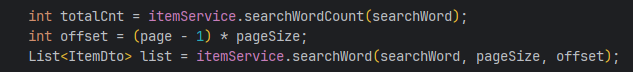 int totalCnt = itemService.searchWordCount(searchWord);
int offset = (page - 1) * pageSize;
List<ItemDto> list = itemService.searchWord(searchWord, pageSize, offset);